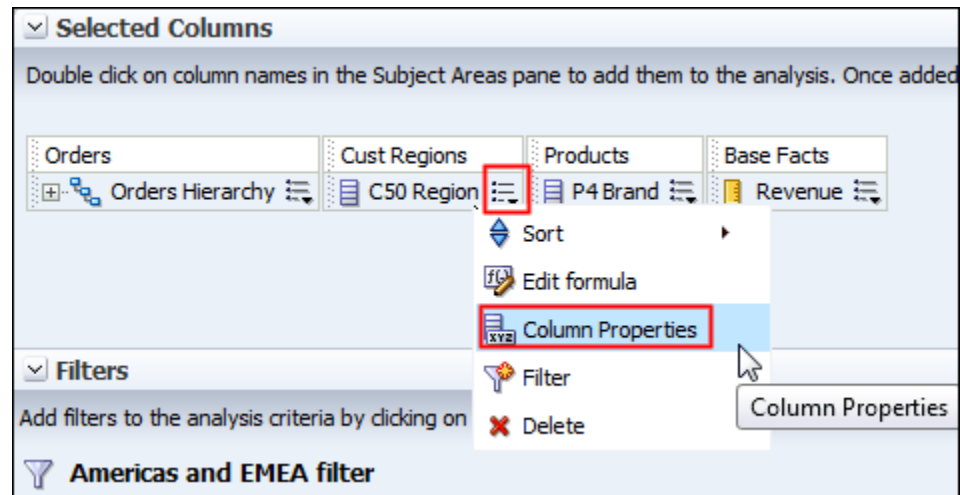 Selected Columns
Double click on column names in the Subject Areas pane to add them to the analysis. Once added
Orders Cust Regions Products Base Facts
Orders Hierarchy C50 Region P4 Brand Revenue
Sort
f(...) Edit formula
XYZ Column Properties
Filters
Filter
Add filters to the analysis criteria by clicking on
Column Properties
Delete
Americas and EMEA filter